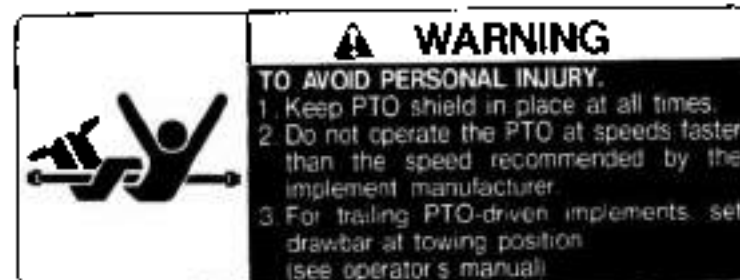 WARNING
TO AVOID PERSONAL INJURY.
1. Keep PTO shield in place at all times.
2. Do not operate the PTO at speeds faster
than the speed recommended by the
implement manufacturer.
3. For trailing PTO-driven implements, set
drawbar at towing position
(see operator's manual)